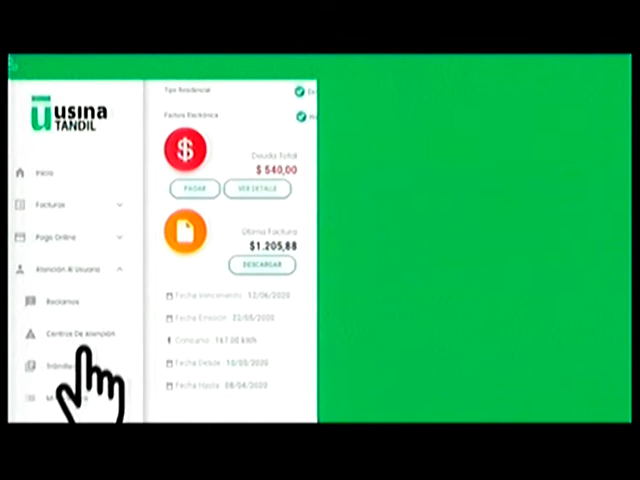 usina
TANDIL
Inicio
Facturas
Pago Online
Atención Al Usuario
Reclamos
Centros De Atención
Tipo Residencial
Factura Electrónica
Deuda Total
$ 540,00
PAGAR
VER DETALLE
Última Factura
$1.205,88
DESCARGAR
Fecha Vencimiento : 12/06/2020
Fecha Emisión : 22/05/2020
Consumo : 167.00 kWh
Fecha Desde : 10/03/2020
Fecha Hasta : 08/04/2020